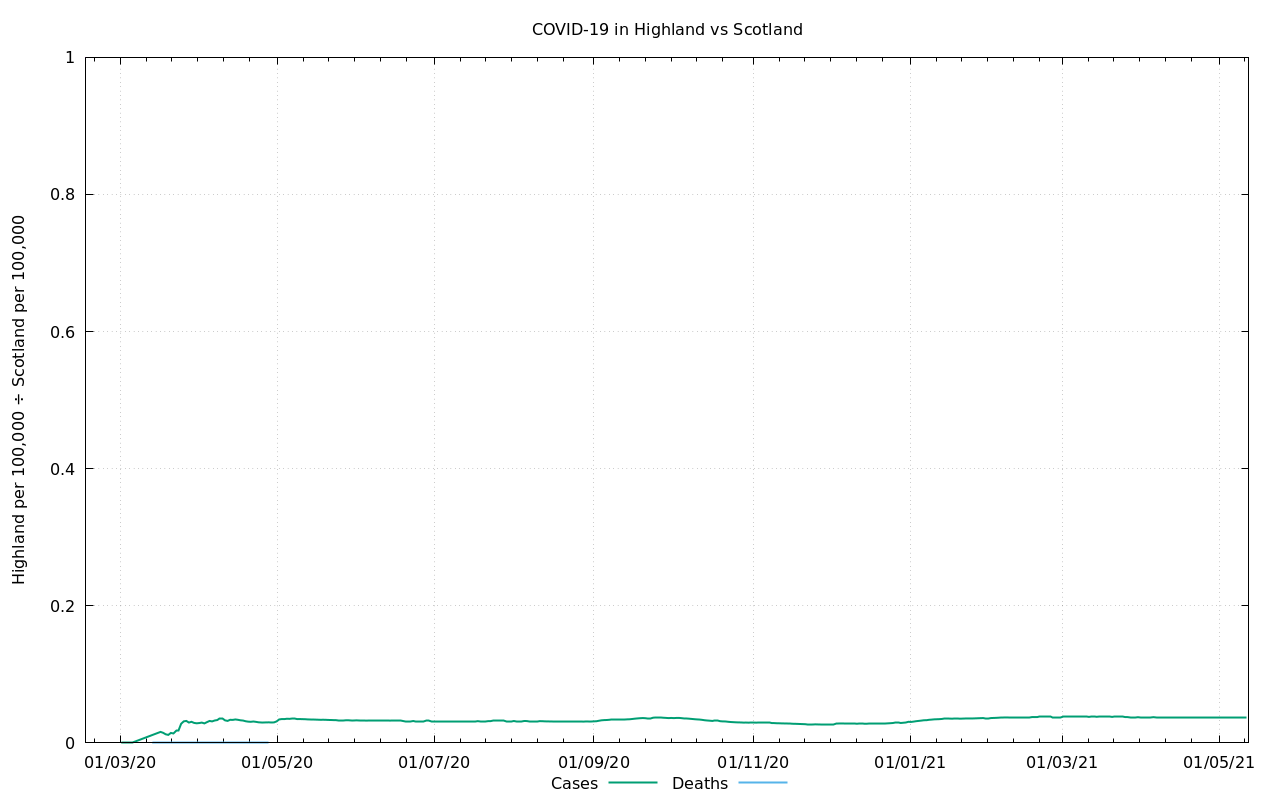 COVID-19 in Highland vs Scotland
1
0.8
0.6
0.4
0.2
0
Highland per 100,000 ÷ Scotland per 100,000
01/03/20 01/05/20 01/07/20 01/09/20 01/11/20 01/01/21 01/03/21 01/05/21
Cases Deaths